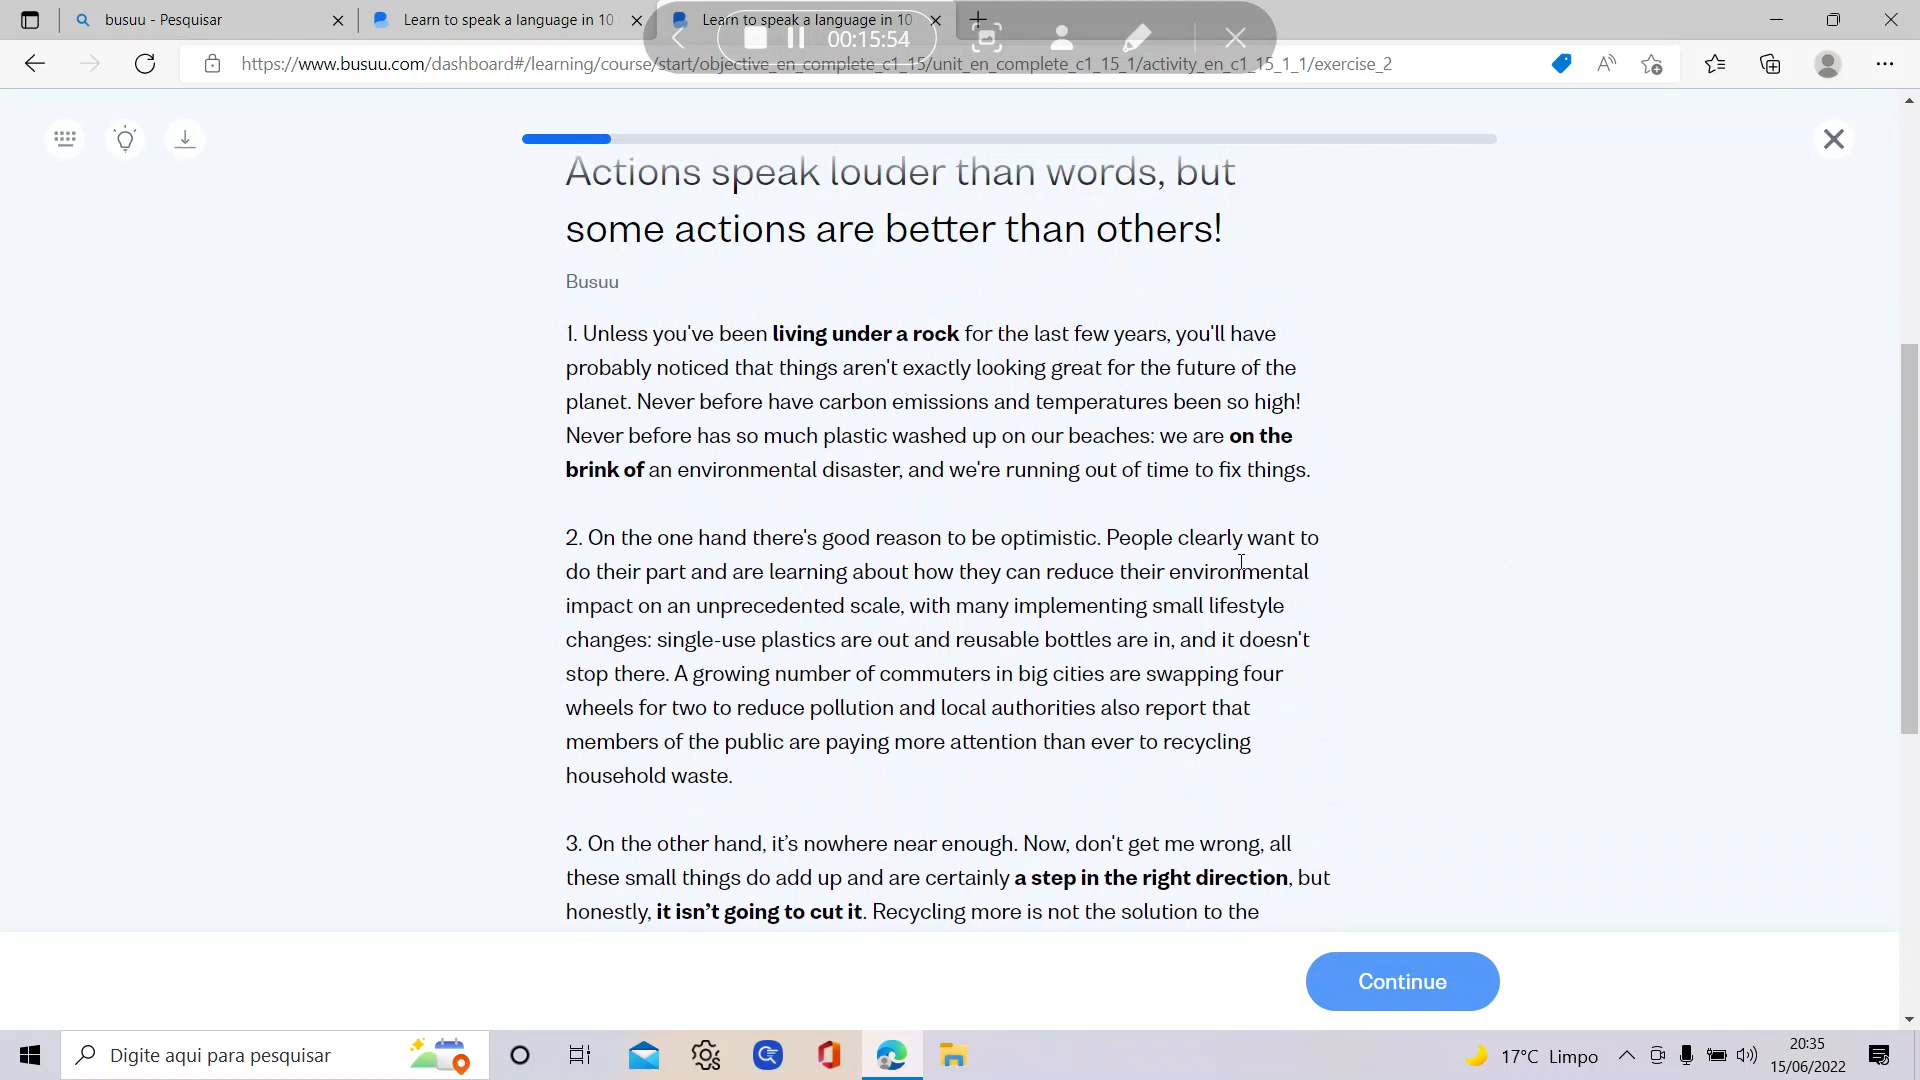 busuu - Pesquisar
Learn to speak a language in 10
Learn to speak a language in 10
00:15:54
https://www.busuu.com/dashboard#/learning/course/start/objective_en_complete_c1_15/unit_en_complete_c1_15_1/activity_en_c1_15_1_1/exercise_2
Actions speak louder than words, but
some actions are better than others!
Busuu
1. Unless you've been living under a rock for the last few years, you'll have
probably noticed that things aren't exactly looking great for the future of the
planet. Never before have carbon emissions and temperatures been so high!
Never before has so much plastic washed up on our beaches: we are on the
brink of an environmental disaster, and we're running out of time to fix things.
2. On the one hand there's good reason to be optimistic. People clearly want to
do their part and are learning about how they can reduce their environmental
impact on an unprecedented scale, with many implementing small lifestyle
changes: single-use plastics are out and reusable bottles are in, and it doesn't
stop there. A growing number of commuters in big cities are swapping four
wheels for two to reduce pollution and local authorities also report that
members of the public are paying more attention than ever to recycling
household waste.
3. On the other hand, it's nowhere near enough. Now, don't get me wrong, all
these small things do add up and are certainly a step in the right direction, but
honestly, it isn't going to cut it. Recycling more is not the solution to the
Continue
Digite aqui para pesquisar
17°C Limpo
20:35
15/06/2022